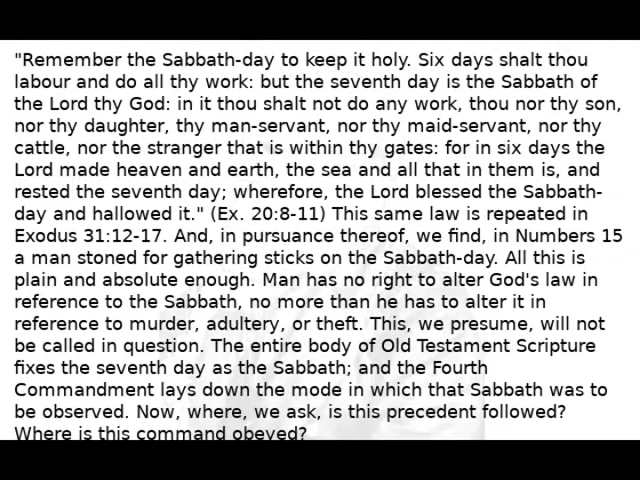 "Remember the Sabbath-day to keep it holy. Six days shalt thou
labour and do all thy work: but the seventh day is the Sabbath of
the Lord thy God: in it thou shalt not do any work, thou nor thy son,
nor thy daughter, thy man-servant, nor thy maid-servant, nor thy
cattle, nor the stranger that is within thy gates: for in six days the
Lord made heaven and earth, the sea and all that in them is, and
rested the seventh day; wherefore, the Lord blessed the Sabbath-
day and hallowed it." (Ex. 20:8-11) This same law is repeated in
Exodus 31:12-17. And, in pursuance thereof, we find, in Numbers 15
a man stoned for gathering sticks on the Sabbath-day. All this is
plain and absolute enough. Man has no right to alter God's law in
reference to the Sabbath, no more than he has to alter it in
reference to murder, adultery, or theft. This, we presume, will not
be called in question. The entire body of Old Testament Scripture
fixes the seventh day as the Sabbath; and the Fourth
Commandment lays down the mode in which that Sabbath was to
be observed. Now, where, we ask, is this precedent followed?
Where is this command obeyed?